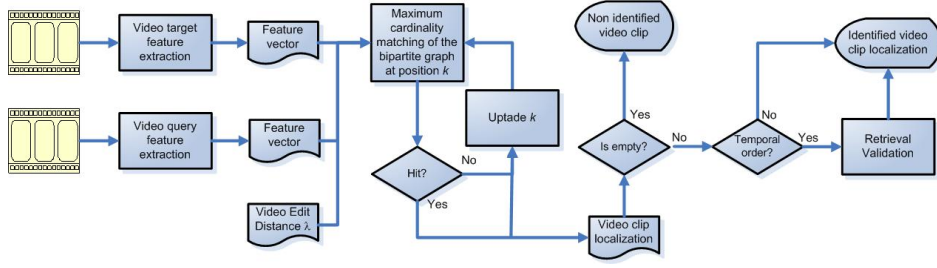 Video target
feature
extraction
Feature
vector
Maximum
cardinality
matching of the
bipartite graph
at position k
Non identified
video clip
Identified video
clip localization
Video query
feature
extraction
Feature
vector
Uptade k
Hit?
No
Yes
Video Edit
Distance λ
Video clip
localization
Is empty?
Yes
No
Temporal
order?
No
Yes
Retrieval
Validation